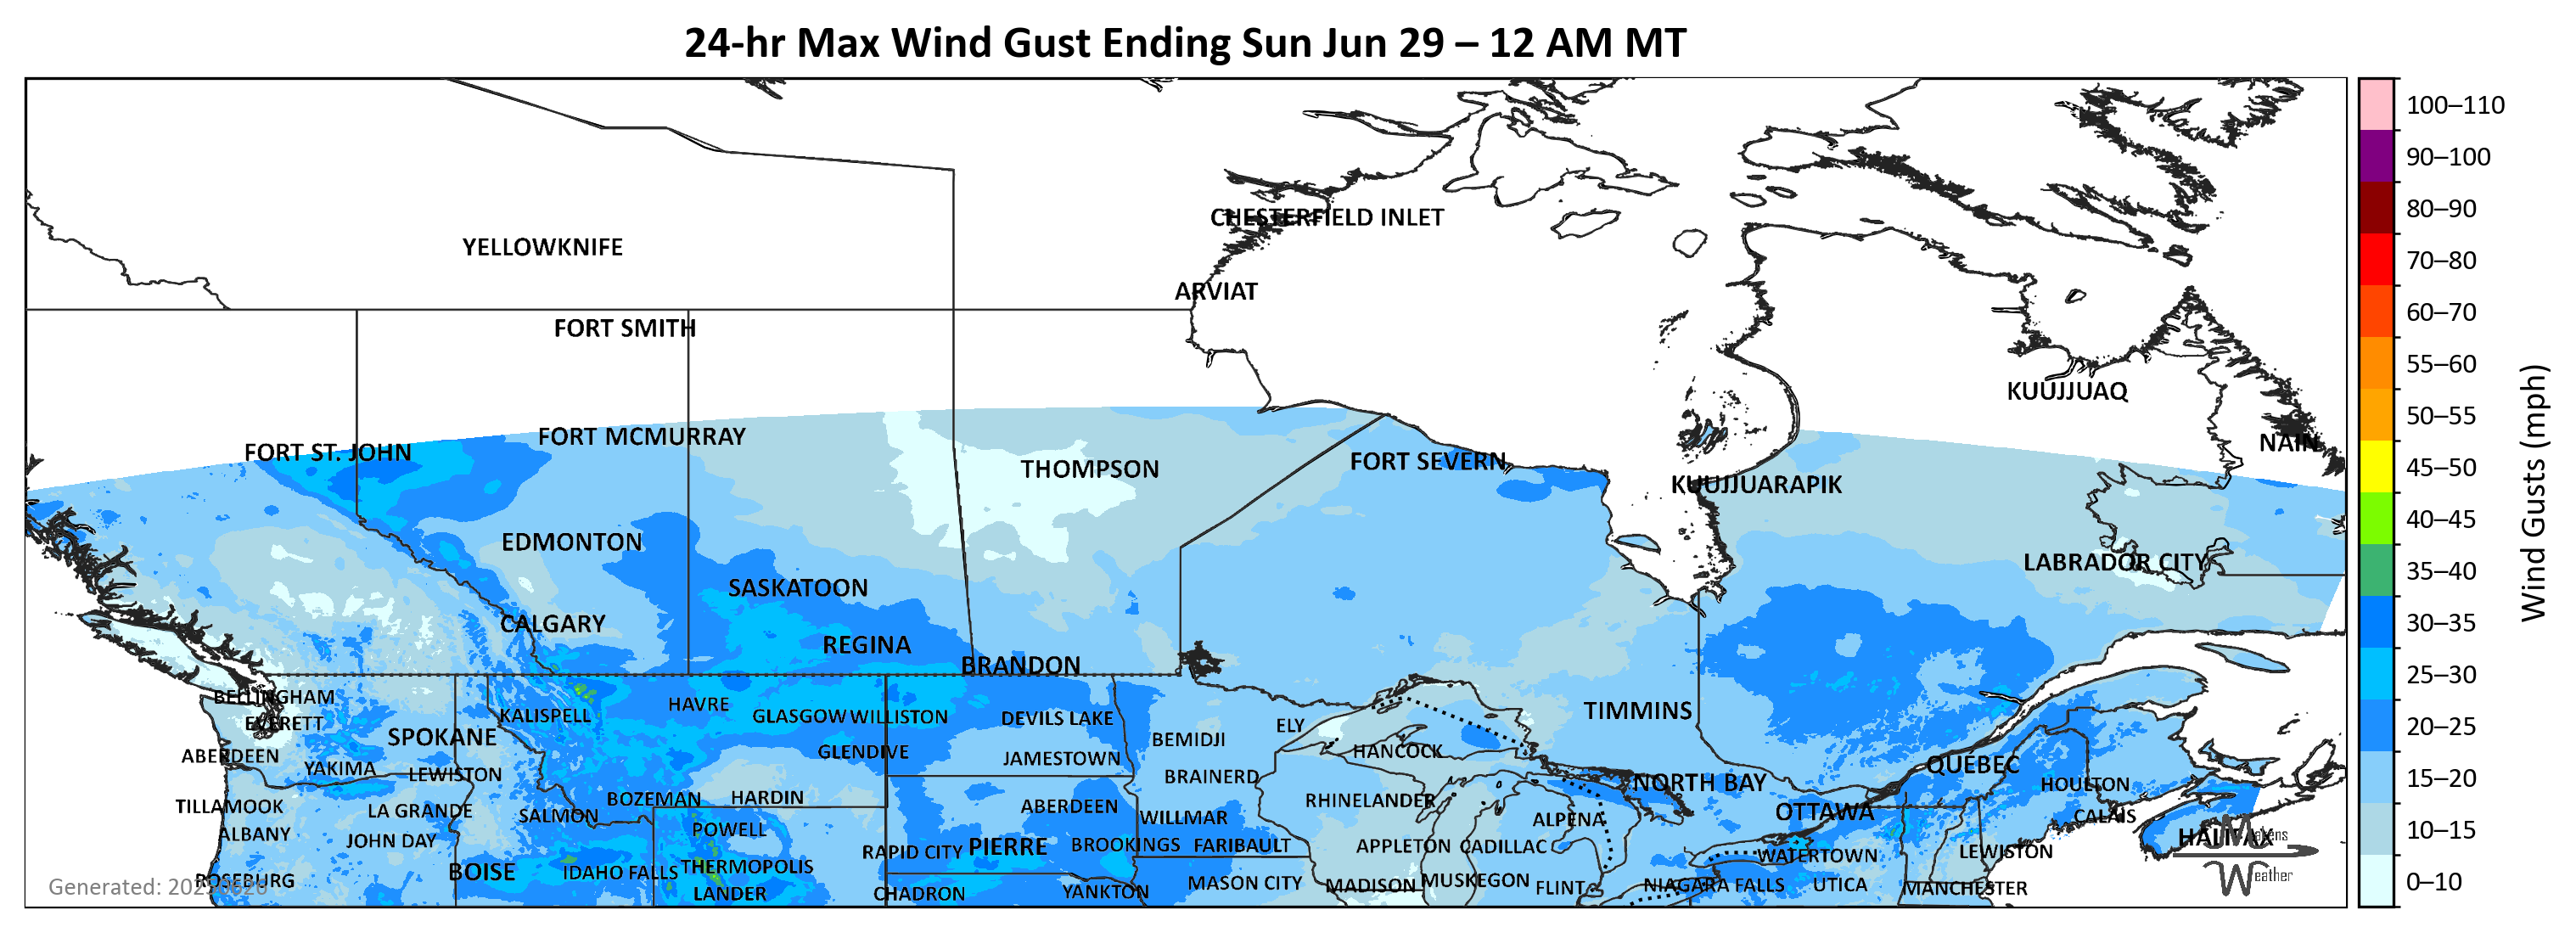 24-hr Max Wind Gust Ending Sun Jun 29 – 12 AM MT
100–110
90–100
80–90
70–80
60–70
55–60
50–55
45–50
40–45
35–40
30–35
25–30
20–25
15–20
10–15
0–10
Wind Gusts (mph)
CHESTERFIELD INLET
YELLOWKNIFE
ARVIAT
FORT SMITH
KUUJJUAQ
FORT MCMURRAY
NAIN
FORT ST. JOHN
FORT SEVERN
THOMPSON
KUUJJUARAPIK
EDMONTON
LABRADOR CITY
SASKATOON
CALGARY
REGINA
BRANDON
BELLINGHAM
HAVRE
TIMMINS
KALISPELL
GLASGOW
WILLISTON
DEVILS LAKE
EVERETT
ELY
SPOKANE
BEMIDJI
HANCOCK
GLENDIVE
ABERDEEN
JAMESTOWN
QUÉBEC
YAKIMA
LEWISTON
BRAINERD
NORTH BAY
HOULTON
BOZEMAN
HARDIN
RHINELANDER
TILLAMOOK
LA GRANDE
ABERDEEN
OTTAWA
SALMON
WILLMAR
CALAIS
ALPENA
POWELL
ALBANY
HALIFAX
Makens
JOHN DAY
BROOKINGS
FARIBAULT
APPLETON
CADILLAC
PIERRE
RAPID CITY
LEWISTON
WATERTOWN
THERMOPOLIS
BOISE
IDAHO FALLS
Weather
ROSEBURG
MUSKEGON
MASON CITY
MADISON
NIAGARA FALLS
UTICA
FLINT
MANCHESTER
LANDER
CHADRON
YANKTON
Generated: